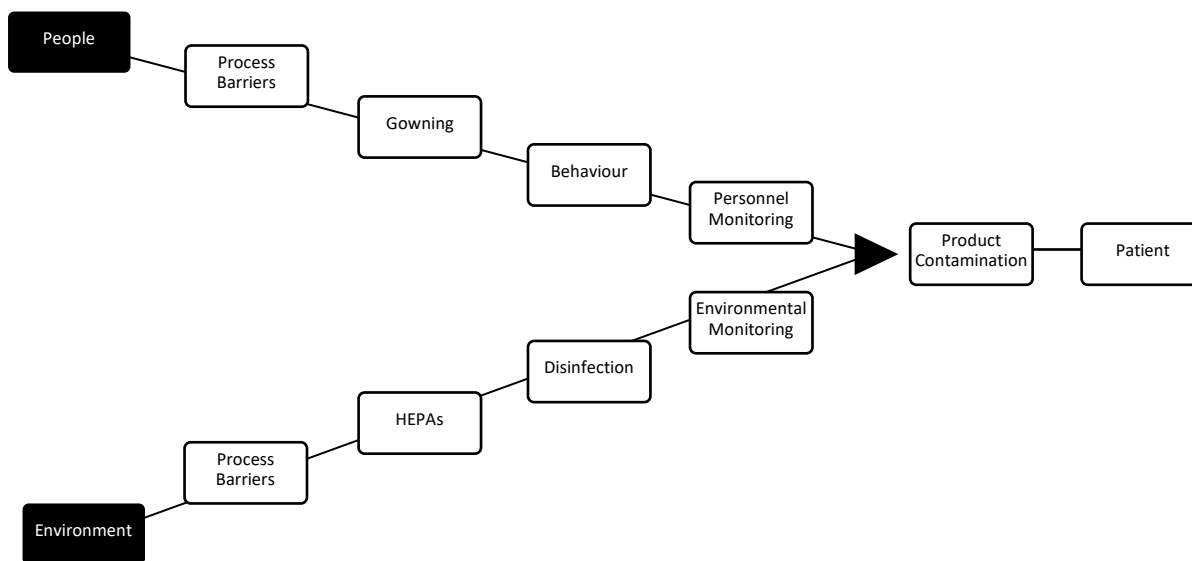 People
Process
Barriers
Gowning
Behaviour
Personnel
Monitoring
Product
Contamination
Patient
Environmental
Monitoring
Disinfection
HEPAs
Process
Barriers
Environment